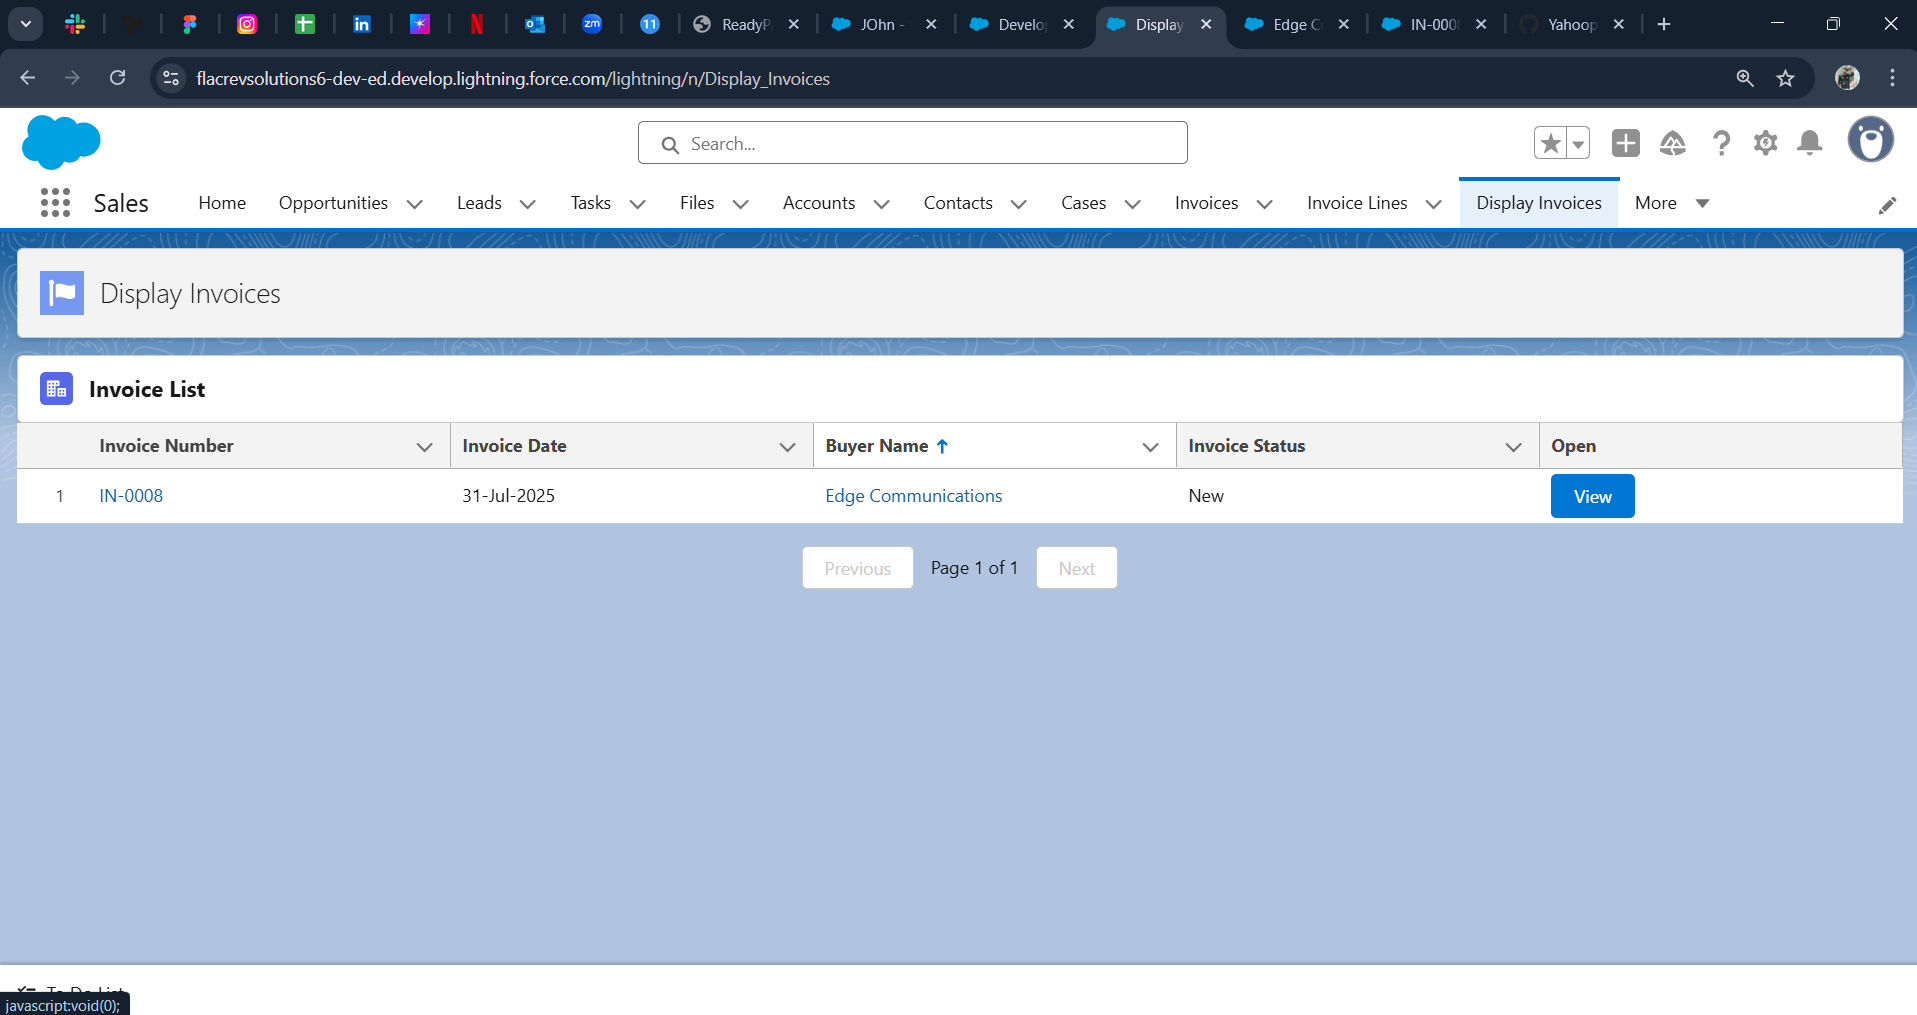 zm
11
ReadyP
JOhn -
Develop
Display
Edge C
IN-000
Yahoop
flacrevsolutions6-dev-ed.develop.lightning.force.com/lightning/n/Display_Invoices
Search...
Sales
Home
Opportunities
Leads
Tasks
Files
Accounts
Contacts
Cases
Invoices
Invoice Lines
Display Invoices
More
Display Invoices
Invoice List
Invoice Number
Invoice Date
Buyer Name
Invoice Status
Open
1
IN-0008
31-Jul-2025
Edge Communications
New
View
Previous
Page 1 of 1
Next
To Do List
javascript:void(0);